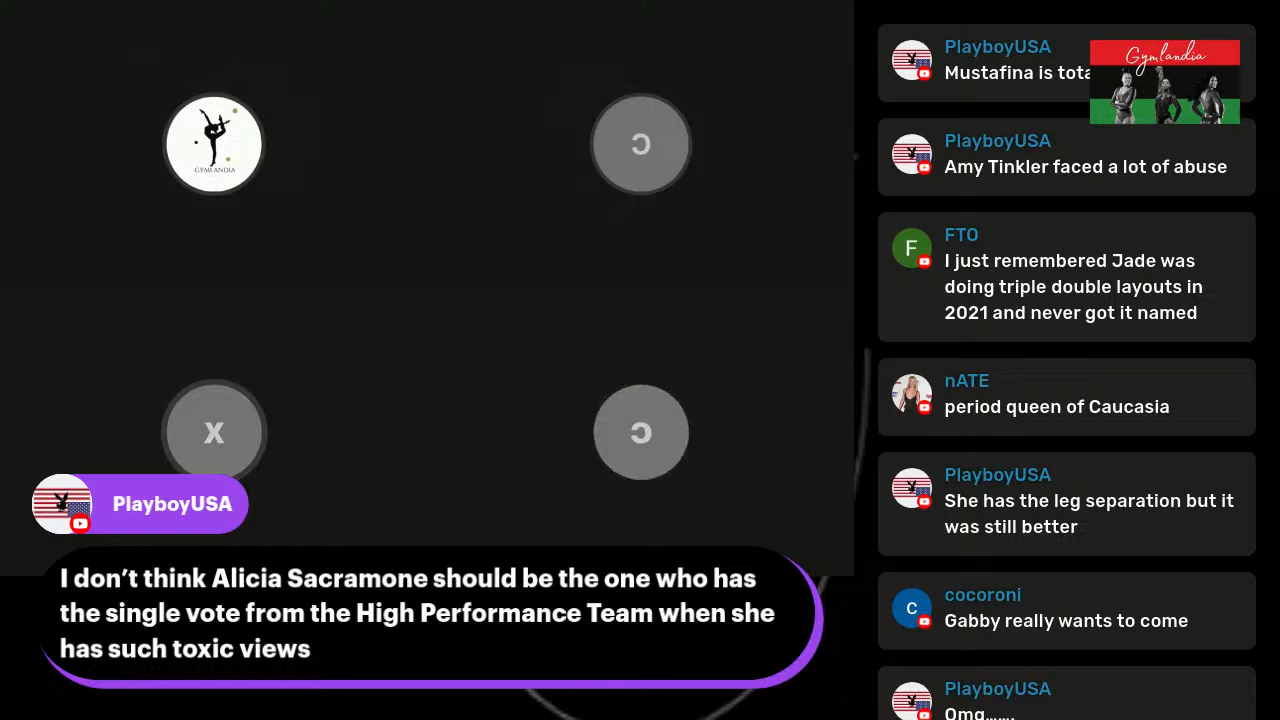 GYMLANDIA
Ɔ
X
Ɔ
PlayboyUSA
I don’t think Alicia Sacramone should be the one who has
the single vote from the High Performance Team when she
has such toxic views
PlayboyUSA
Mustafina is tota
Gymlandia
PlayboyUSA
Amy Tinkler faced a lot of abuse
F
FTO
I just remembered Jade was
doing triple double layouts in
2021 and never got it named
nATE
period queen of Caucasia
PlayboyUSA
She has the leg separation but it
was still better
c
cocoroni
Gabby really wants to come
PlayboyUSA
Omg……